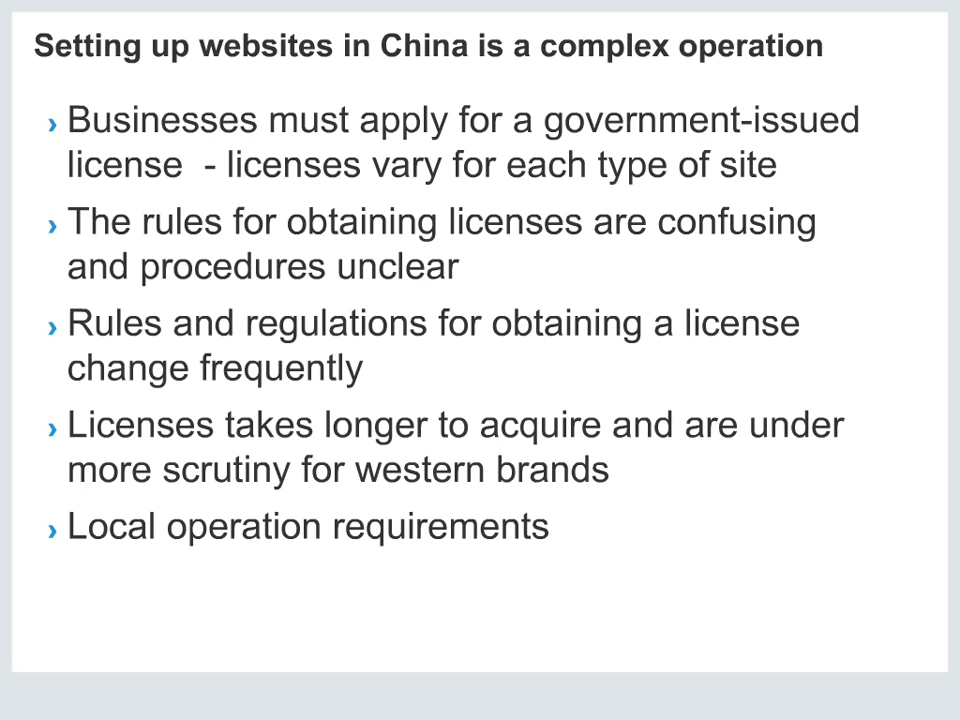 Setting up websites in China is a complex operation
› Businesses must apply for a government-issued
license  - licenses vary for each type of site
› The rules for obtaining licenses are confusing
and procedures unclear
› Rules and regulations for obtaining a license
change frequently
› Licenses takes longer to acquire and are under
more scrutiny for western brands
› Local operation requirements